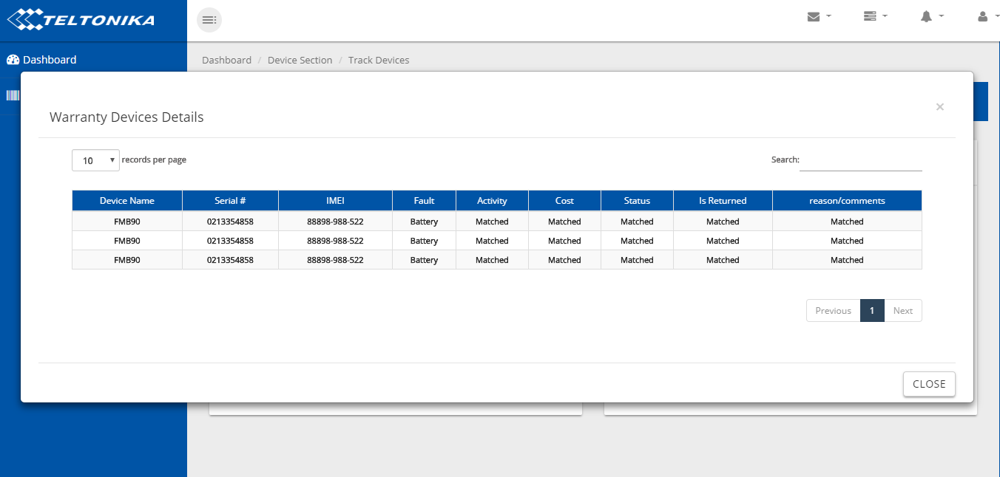 TELTONIKA
Dashboard
Dashboard / Device Section / Track Devices
Warranty Devices Details
×
10 records per page Search:
Device Name Serial # IMEI Fault Activity Cost Status Is Returned reason/comments
FMB90 0213354858 88898-988-522 Battery Matched Matched Matched Matched Matched
FMB90 0213354858 88898-988-522 Battery Matched Matched Matched Matched Matched
FMB90 0213354858 88898-988-522 Battery Matched Matched Matched Matched Matched
Previous 1 Next
CLOSE